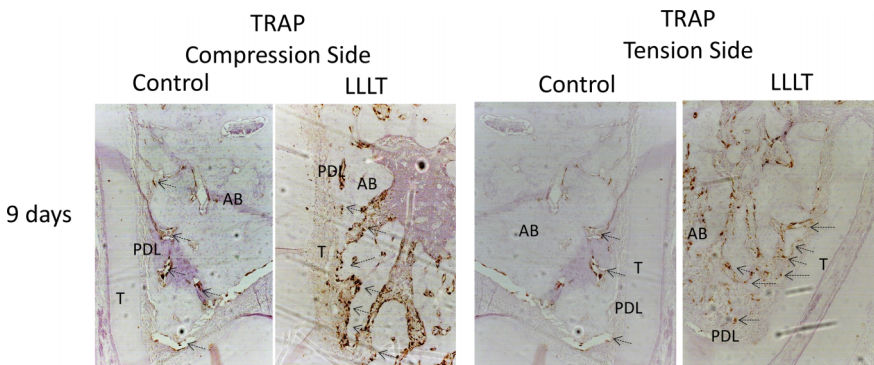 TRAP
Compression Side
Control
LLLT
TRAP
Tension Side
Control
LLLT
9 days
AB
PDL
T
PDL
AB
T
AB
T
PDL
AB
T
PDL